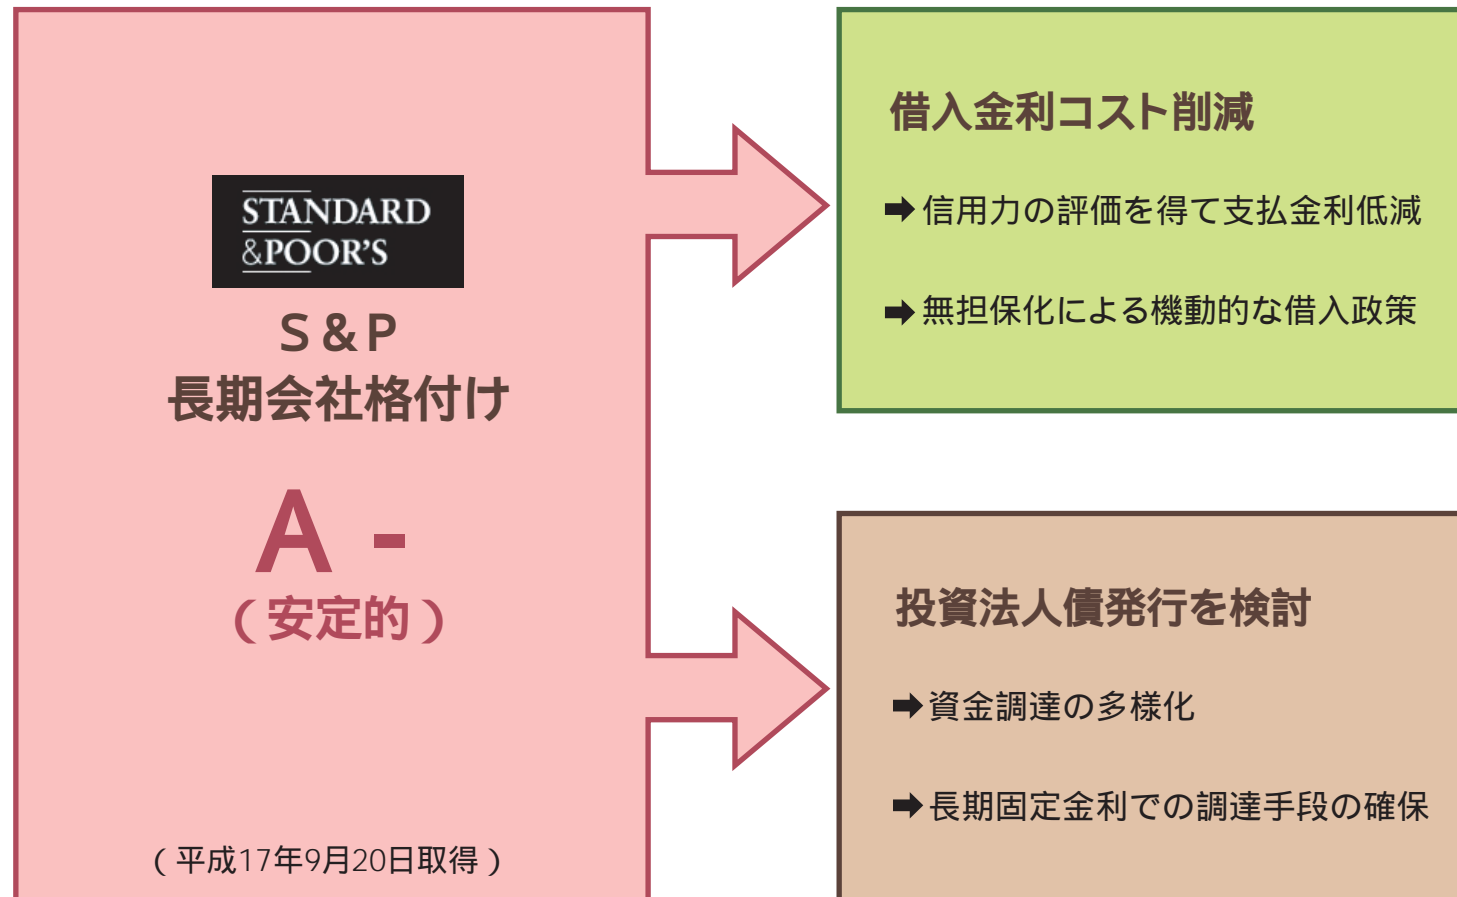 STANDARD
&POOR'S
S&P
長期会社格付け
A -
(安定的)
(平成17年9月20日取得)
借入金利コスト削減
➡信用力の評価を得て支払金利低減
➡無担保化による機動的な借入政策
投資法人債発行を検討
➡資金調達の多様化
➡長期固定金利での調達手段の確保